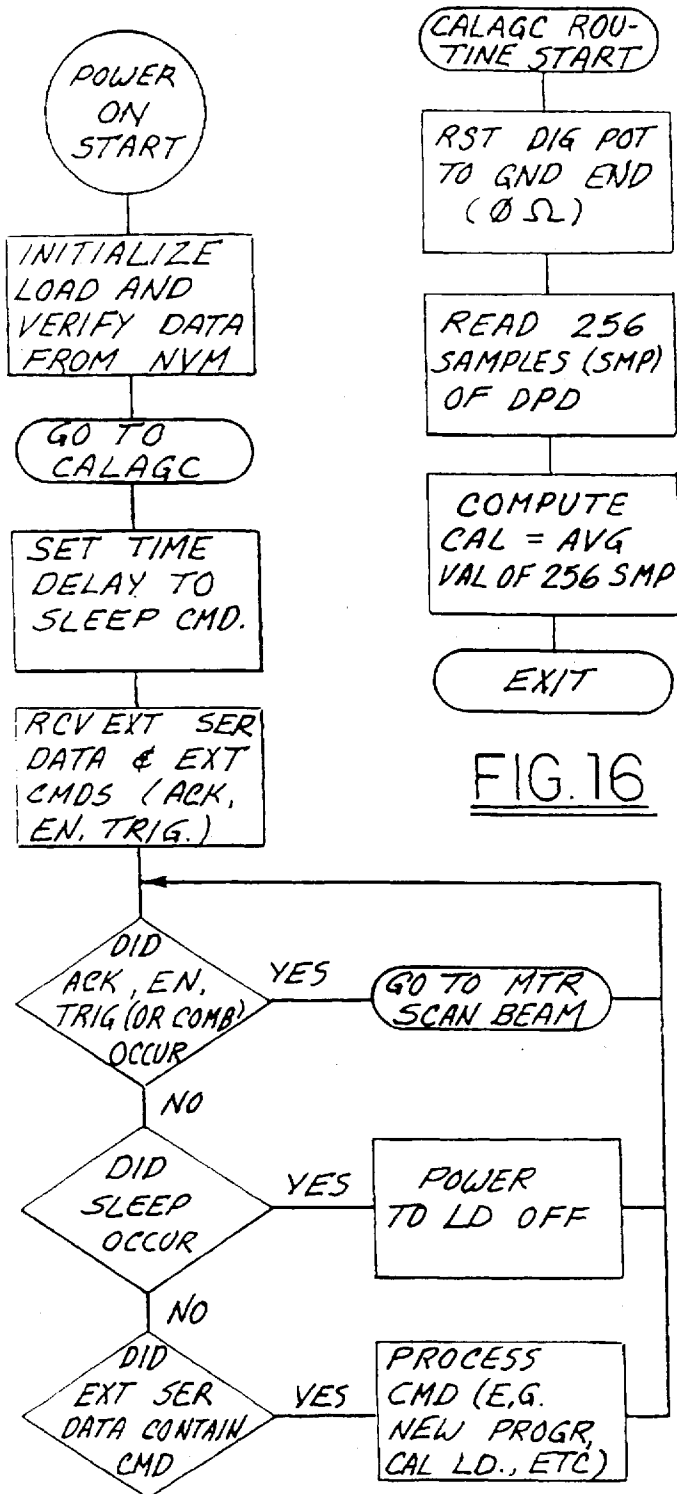 POWER
ON
START
INITIALIZE
LOAD AND
VERIFY DATA
FROM NVM
GO TO
CALAGC
SET TIME
DELAY TO
SLEEP CMD.
RCV EXT SER
DATA & EXT
CMDS (ACK,
EN. TRIG.)
DID
ACK, EN,
TRIG (OR COMB)
OCCUR
YES
GO TO MTR
SCAN BEAM
NO
DID
SLEEP
OCCUR
YES
POWER
TO LD OFF
NO
DID
EXT SER
DATA CONTAIN
CMD
YES
PROCESS
CMD (E,G.
NEW PROGR,
CAL LD., ETC)
CALAGC ROU-
TINE START
RST DIG POT
TO GND END
(Ø Ω)
READ 256
SAMPLES (SMP)
OF DPD
COMPUTE
CAL = AVG
VAL OF 256 SMP
EXIT
FIG. 16